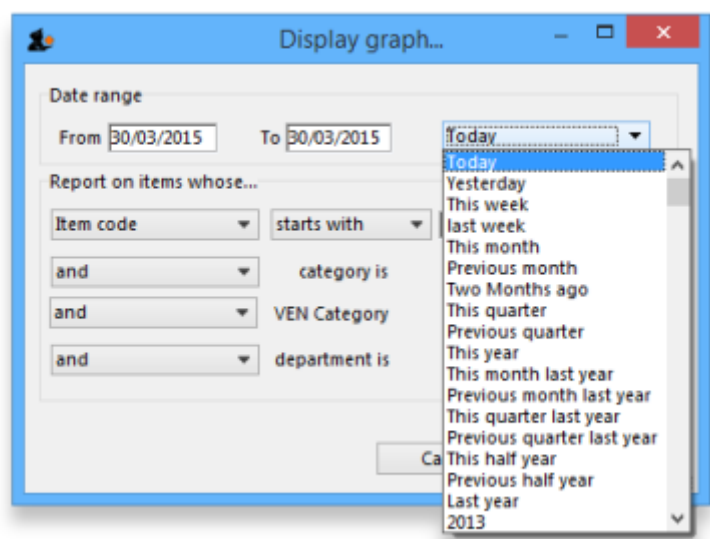 Display graph...
Date range
From 30/03/2015 To 30/03/2015 Today
Today
Yesterday
This week
last week
This month
Previous month
Two Months ago
This quarter
Previous quarter
This year
This month last year
Previous month last year
This quarter last year
Previous quarter last year
This half year
Previous half year
Last year
2013
Report on items whose...
Item code starts with
and category is
and VEN Category
and department is
Ca